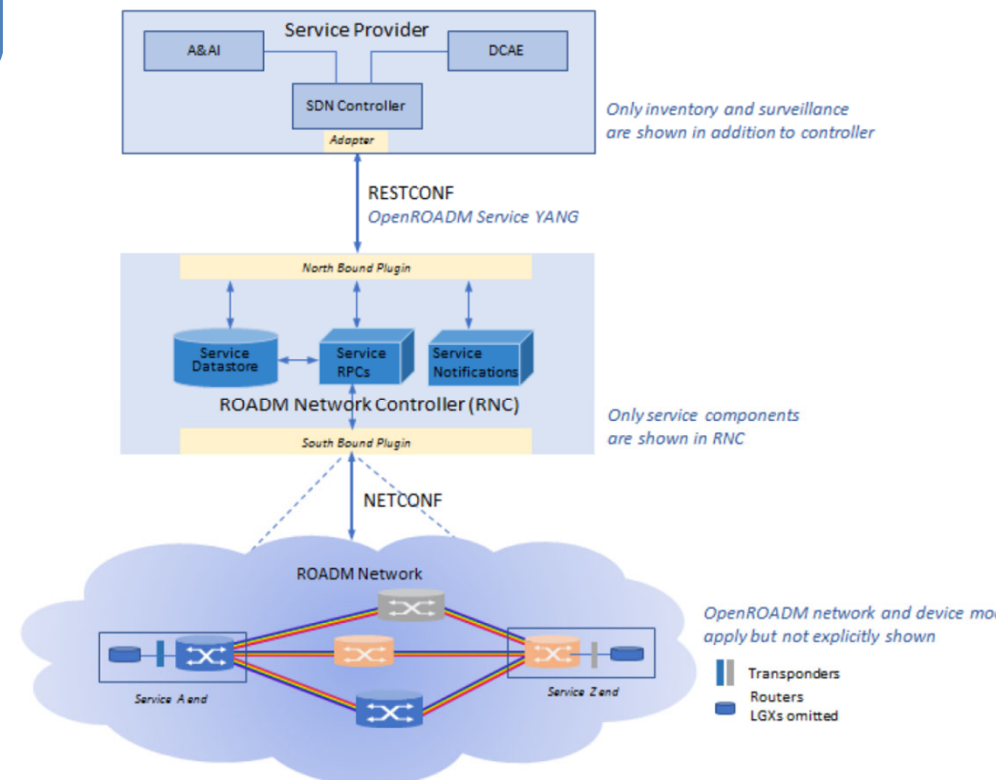 Service Provider
A&AI
DCAE
SDN Controller
Adapter
Only inventory and surveillance
are shown in addition to controller
RESTCONF
OpenROADM Service YANG
North Bound Plugin
Service
Datastore
Service
RPCs
Service
Notifications
ROADM Network Controller (RNC)
South Bound Plugin
Only service components
are shown in RNC
NETCONF
ROADM Network
Service A end
Service Z end
OpenROADM network and device
apply but not explicitly shown
Transponders
Routers
LGXs omitted